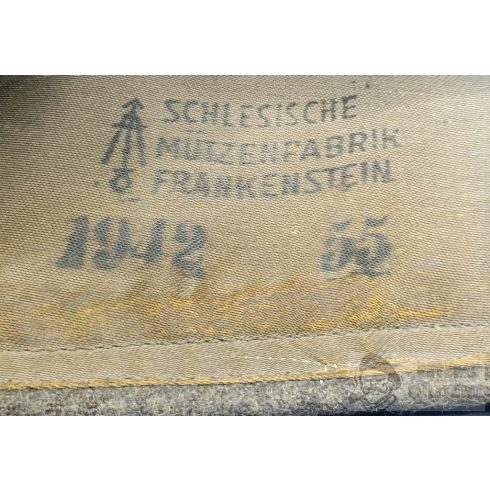 SCHLESISCHE
MÜTZENFABRIK
FRANKENSTEIN
1942 55